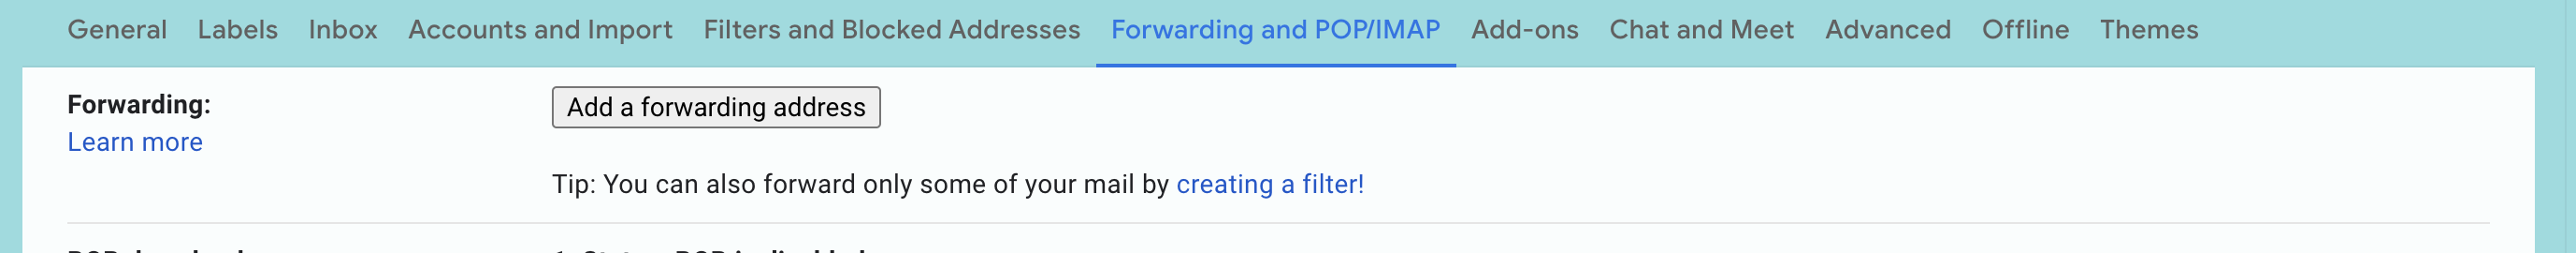 General Labels Inbox Accounts and Import Filters and Blocked Addresses Forwarding and POP/IMAP Add-ons Chat and Meet Advanced Offline Themes
Forwarding:
Add a forwarding address
Learn more
Tip: You can also forward only some of your mail by creating a filter!